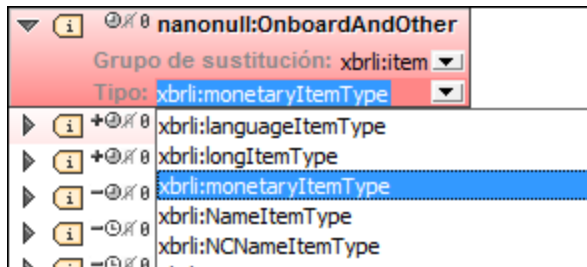 nanonull:OnboardAndOther
Grupo de sustitución: xbrli:item
Tipo: xbrli:monetaryItemType
xbrli:languageItemType
xbrli:longItemType
xbrli:monetaryItemType
xbrli:NameItemType
xbrli:NCNameItemType